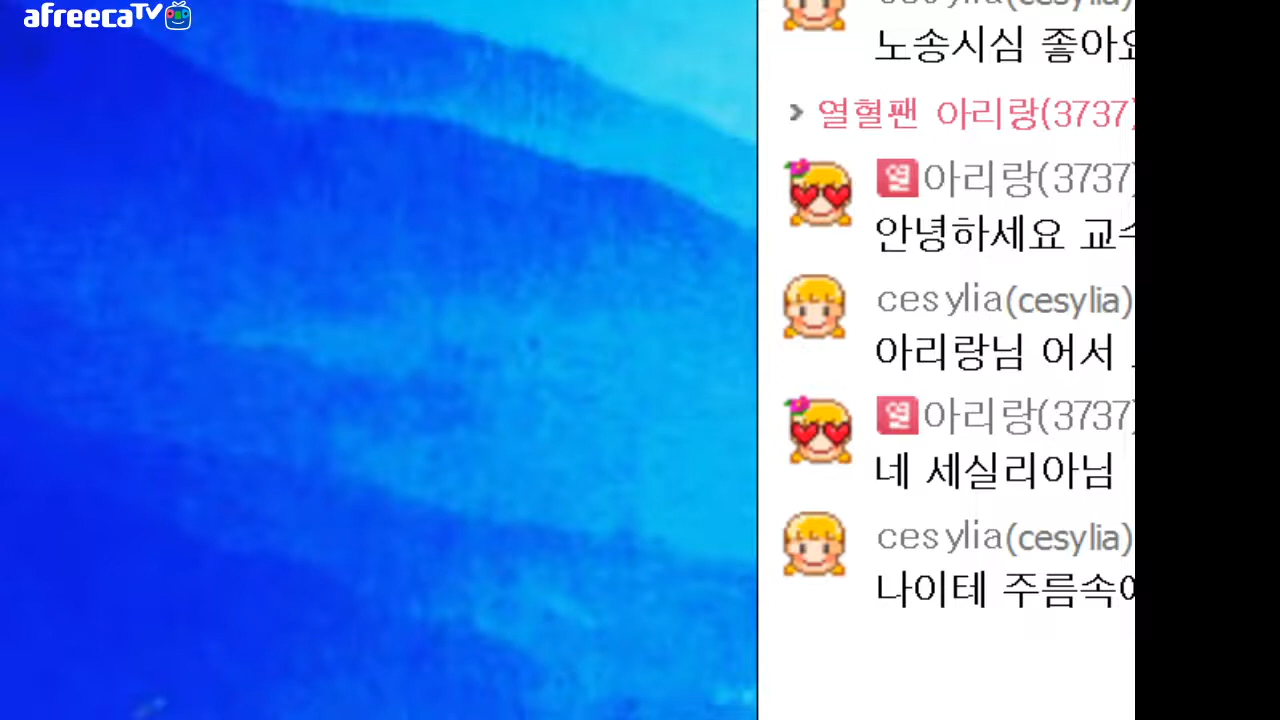 afreecaTV
cesylia(cesylia)
노송시심 좋아요
열혈팬 아리랑(3737)
열 아리랑(3737)
안녕하세요 교수
cesylia(cesylia)
아리랑님 어서
열 아리랑(3737)
네 세실리아님
cesylia(cesylia)
나이테 주름속에